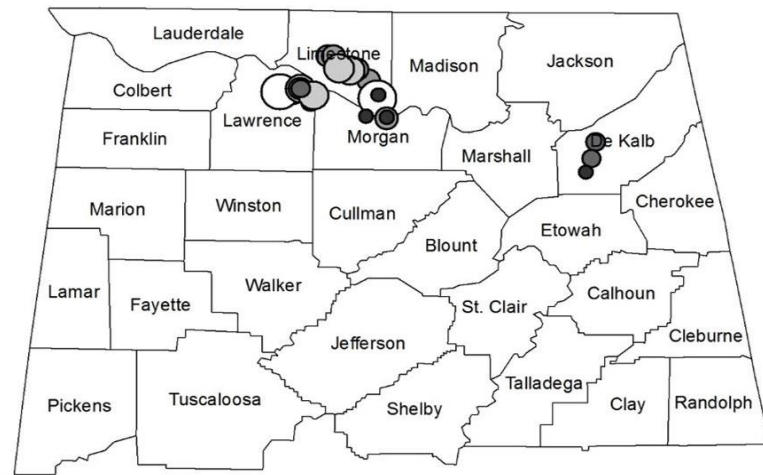 Lauderdale
Limestone
Madison
Jackson
Colbert
Lawrence
Morgan
De Kalb
Franklin
Marshall
Cherokee
Marion
Winston
Cullman
Etowah
Blount
Walker
Calhoun
Lamar
Fayette
St. Clair
Cleburne
Jefferson
Talladega
Pickens
Tuscaloosa
Shelby
Clay
Randolph